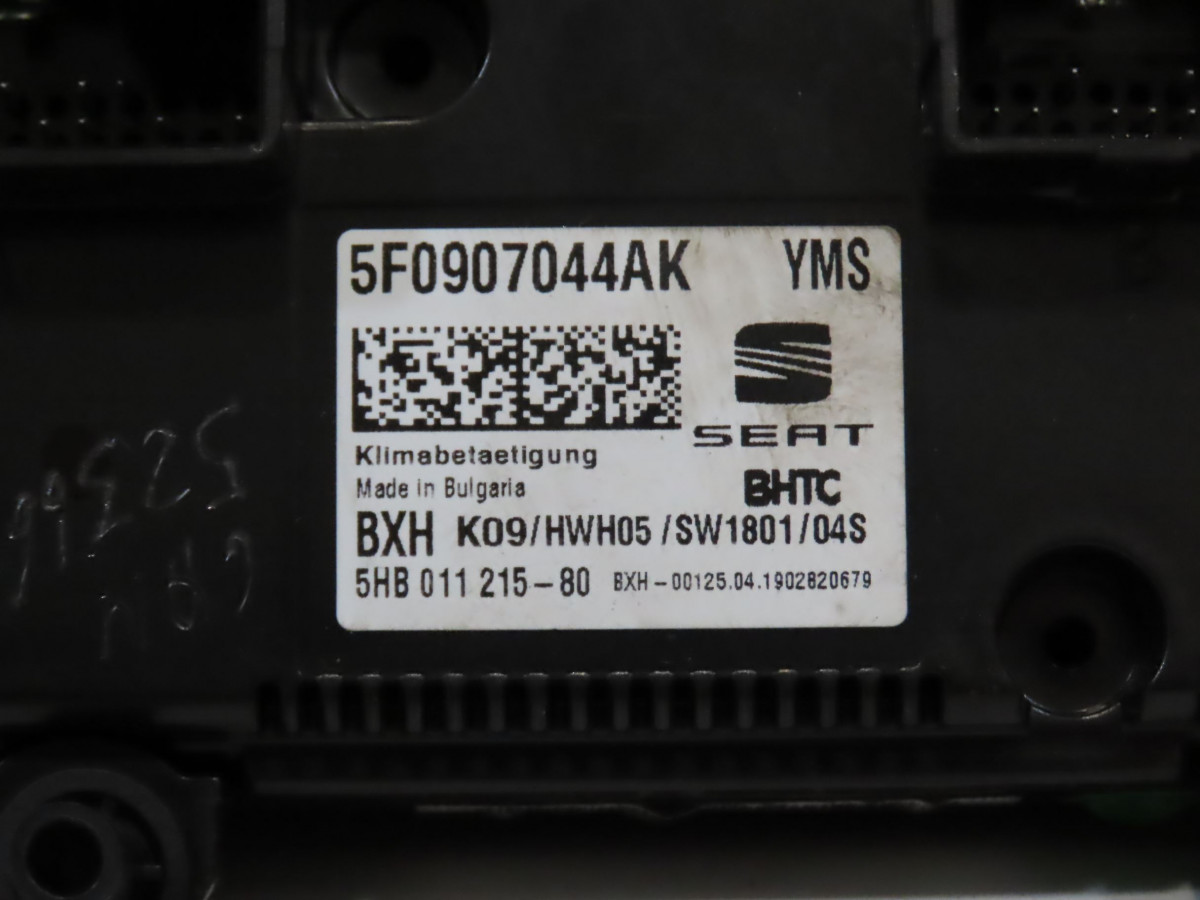 5F0907044AK YMS
SEAT
Klimabetaetigung
Made in Bulgaria
BHTC
BXH K09/HWH05/SW1801/04S
5HB 011 215-80 BXH-00125.04.1902820679